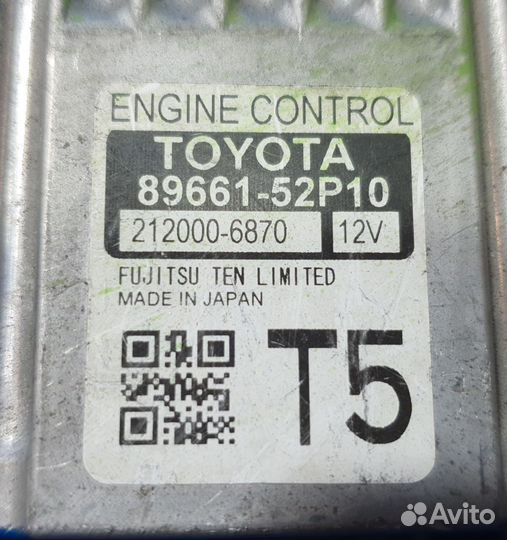 ENGINE CONTROL
TOYOTA
89661-52P10
212000-6870 12V
FUJITSU TEN LIMITED
MADE IN JAPAN
T5
Avito